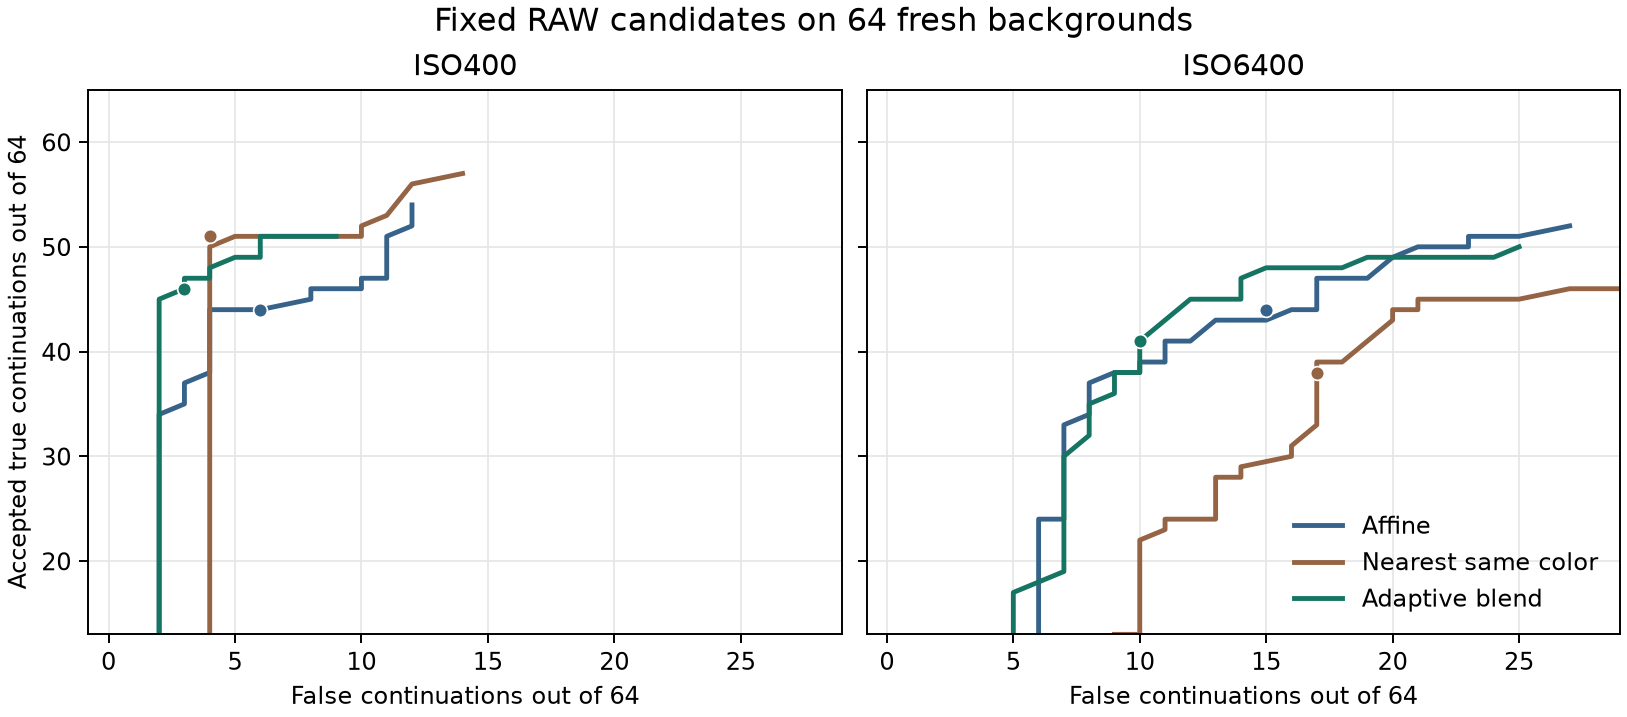 Fixed RAW candidates on 64 fresh backgrounds
ISO400
ISO6400
Accepted true continuations out of 64
60
50
40
30
20
0 5 10 15 20 25
0 5 10 15 20 25
False continuations out of 64
False continuations out of 64
Affine
Nearest same color
Adaptive blend